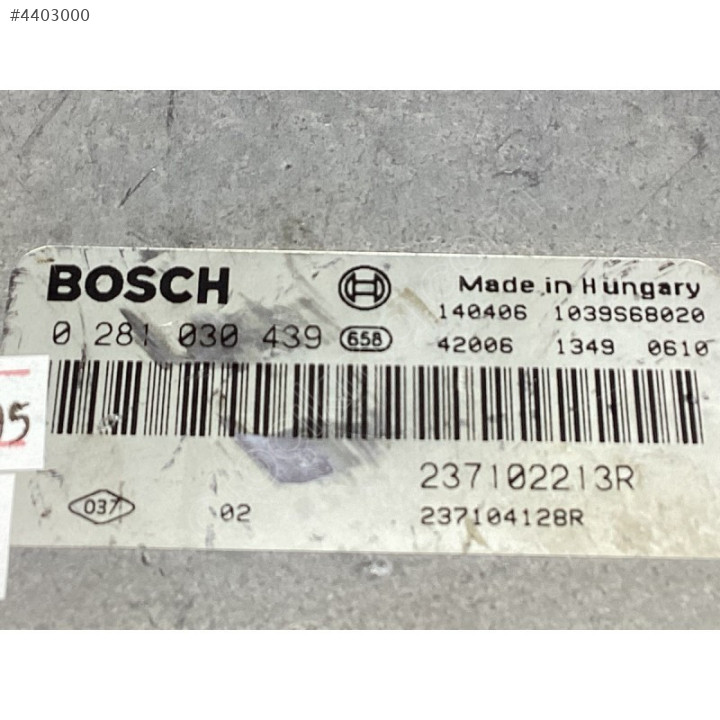 #4403000
BOSCH
Made in Hungary
140406 1039S68020
0 281 030 439 658
42006 1349 0610
237102213R
037 02
237104128R